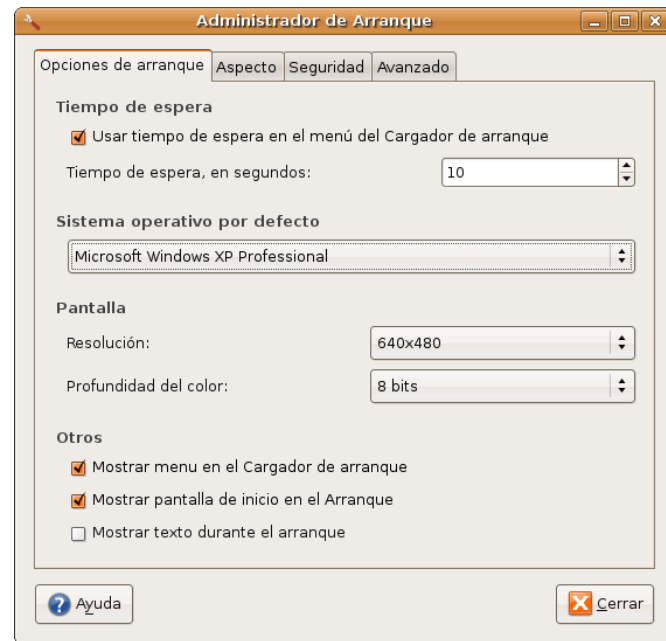 Administrador de Arranque
Opciones de arranque Aspecto Seguridad Avanzado
Tiempo de espera
Usar tiempo de espera en el menú del Cargador de arranque
Tiempo de espera, en segundos: 10
Sistema operativo por defecto
Microsoft Windows XP Professional
Pantalla
Resolución: 640x480
Profundidad del color: 8 bits
Otros
Mostrar menu en el Cargador de arranque
Mostrar pantalla de inicio en el Arranque
Mostrar texto durante el arranque
Ayuda Cerrar